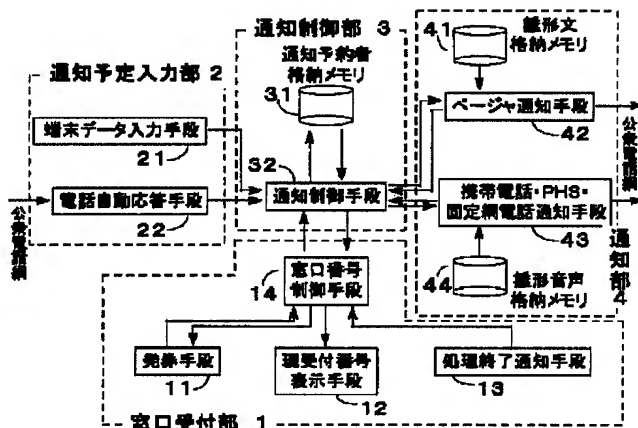 通知制御部 3
通知予約者
格納メモリ
31
41
雛形文
格納メモリ
通知予定入力部 2
端末データ入力手段
21
32
通知制御手段
ページャ通知手段
42
公衆電話網
公衆電話網
電話自動応答手段
22
携帯電話・PHS・
固定網電話通知手段
43
通知部 4
窓口番号
制御手段
14
44
雛形音声
格納メモリ
発券手段
11
現受付番号
表示手段
12
処理終了通知手段
13
窓口受付部 1